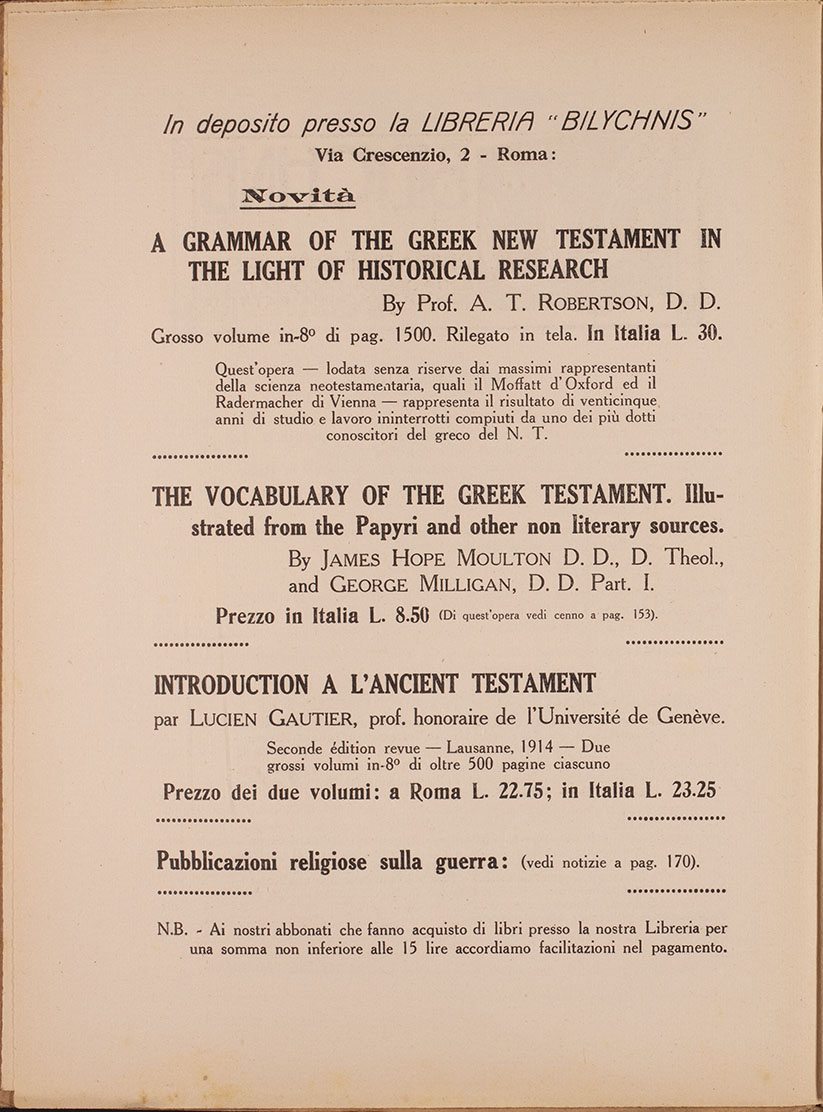 In deposito presso la LIBRERIA “BILYCHNIS”
Via Crescenzio, 2 - Roma:
Novità
A GRAMMAR OF THE GREEK NEW TESTAMENT IN
THE LIGHT OF HISTORICAL RESEARCH
By Prof. A. T. ROBERTSON, D. D.
Grosso volume in-8º di pag. 1500. Rilegato in tela. In Italia L. 30.
Quest'opera — lodata senza riserve dai massimi rappresentanti
della scienza neotestamentaria, quali il Moffatt d'Oxford ed il
Radermacher di Vienna — rappresenta il risultato di venticinque
anni di studio e lavoro ininterrotti compiuti da uno dei più dotti
conoscitori del greco del N. T.
THE VOCABULARY OF THE GREEK TESTAMENT. Illu-
strated from the Papyri and other non literary sources.
By JAMES HOPE MOULTON D. D., D. Theol.,
and GEORGE MILLIGAN, D. D. Part. I.
Prezzo in Italia L. 8.50 (Di quest'opera vedi cenno a pag. 153).
INTRODUCTION A L'ANCIENT TESTAMENT
par LUCIEN GAUTIER, prof. honoraire de l'Université de Genève.
Seconde édition revue — Lausanne, 1914 — Due
grossi volumi in-8º di oltre 500 pagine ciascuno
Prezzo dei due volumi: a Roma L. 22.75; in Italia L. 23.25
Pubblicazioni religiose sulla guerra: (vedi notizie a pag. 170).
N.B. - Ai nostri abbonati che fanno acquisto di libri presso la nostra Libreria per
una somma non inferiore alle 15 lire accordiamo facilitazioni nel pagamento.